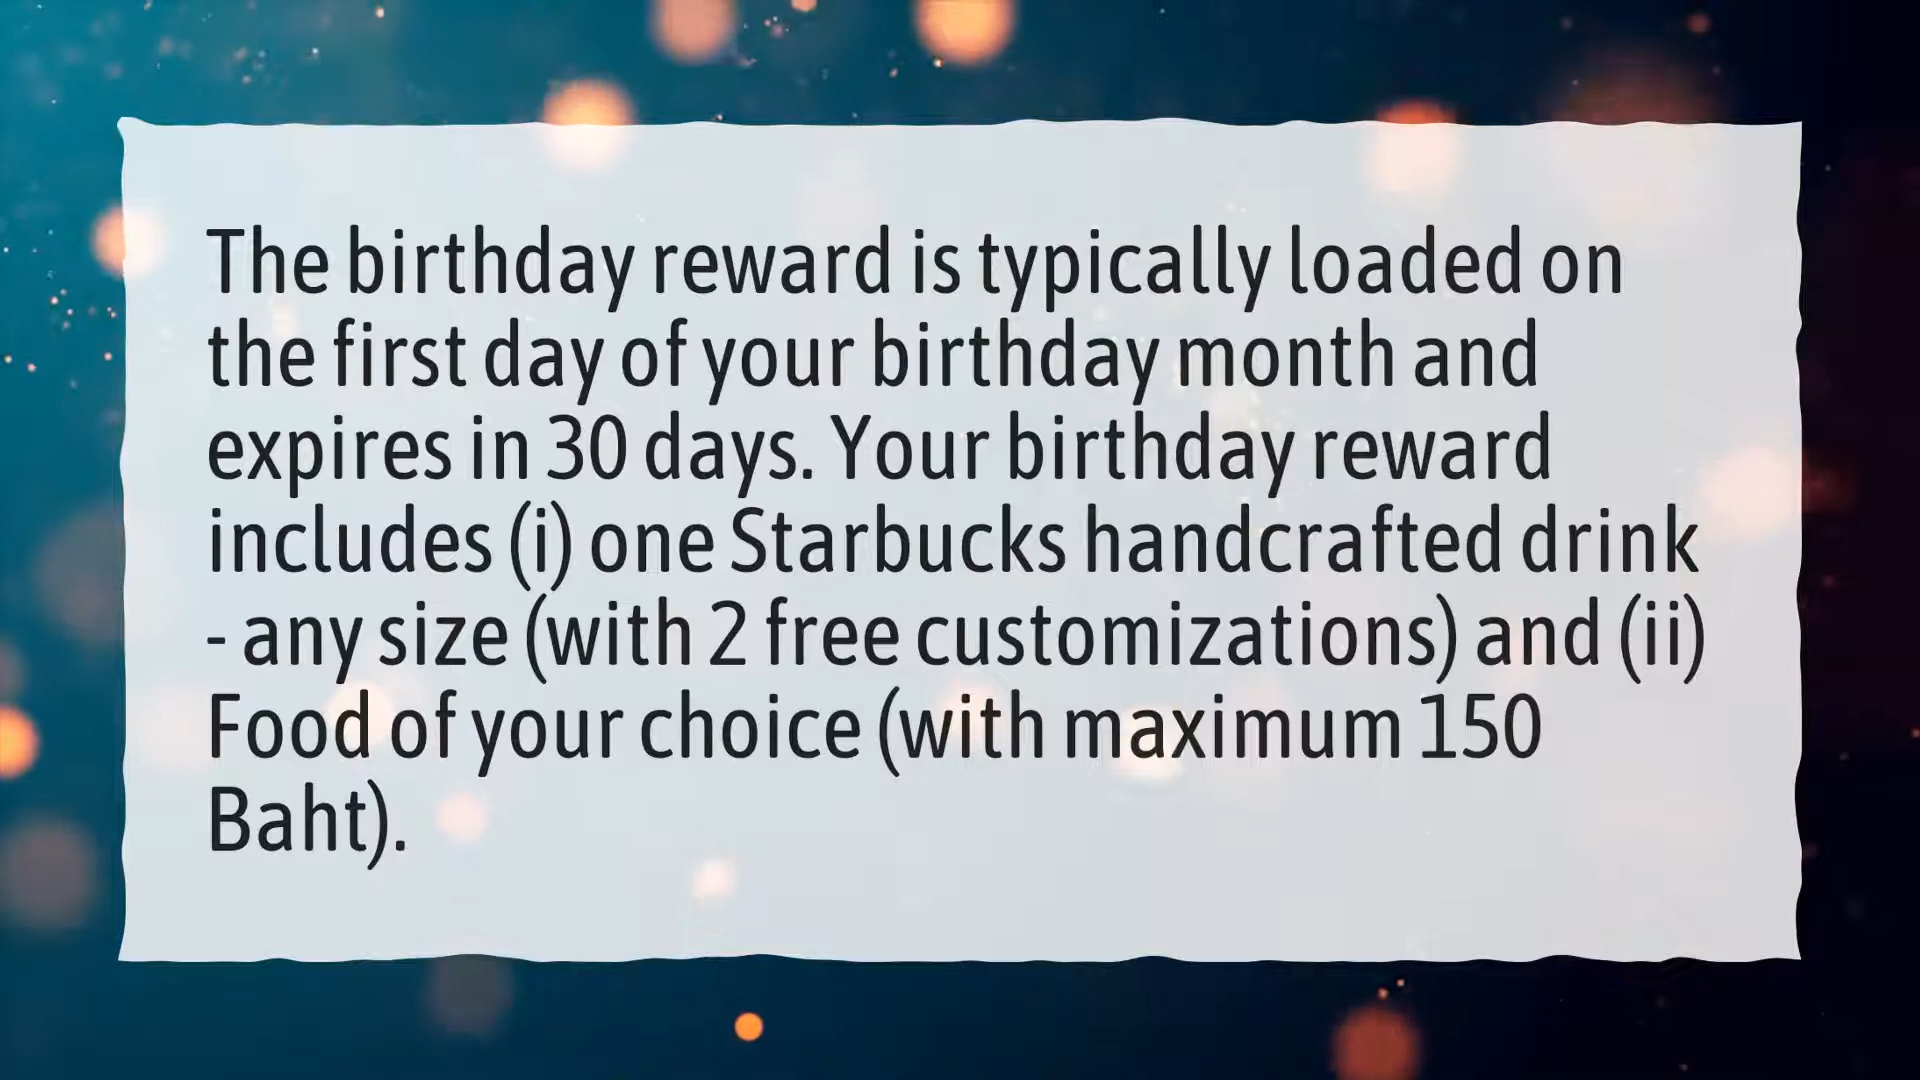 The birthday reward is typically loaded on
the first day of your birthday month and
expires in 30 days. Your birthday reward
includes (i) one Starbucks handcrafted drink
- any size (with 2 free customizations) and (ii)
Food of your choice (with maximum 150
Baht).